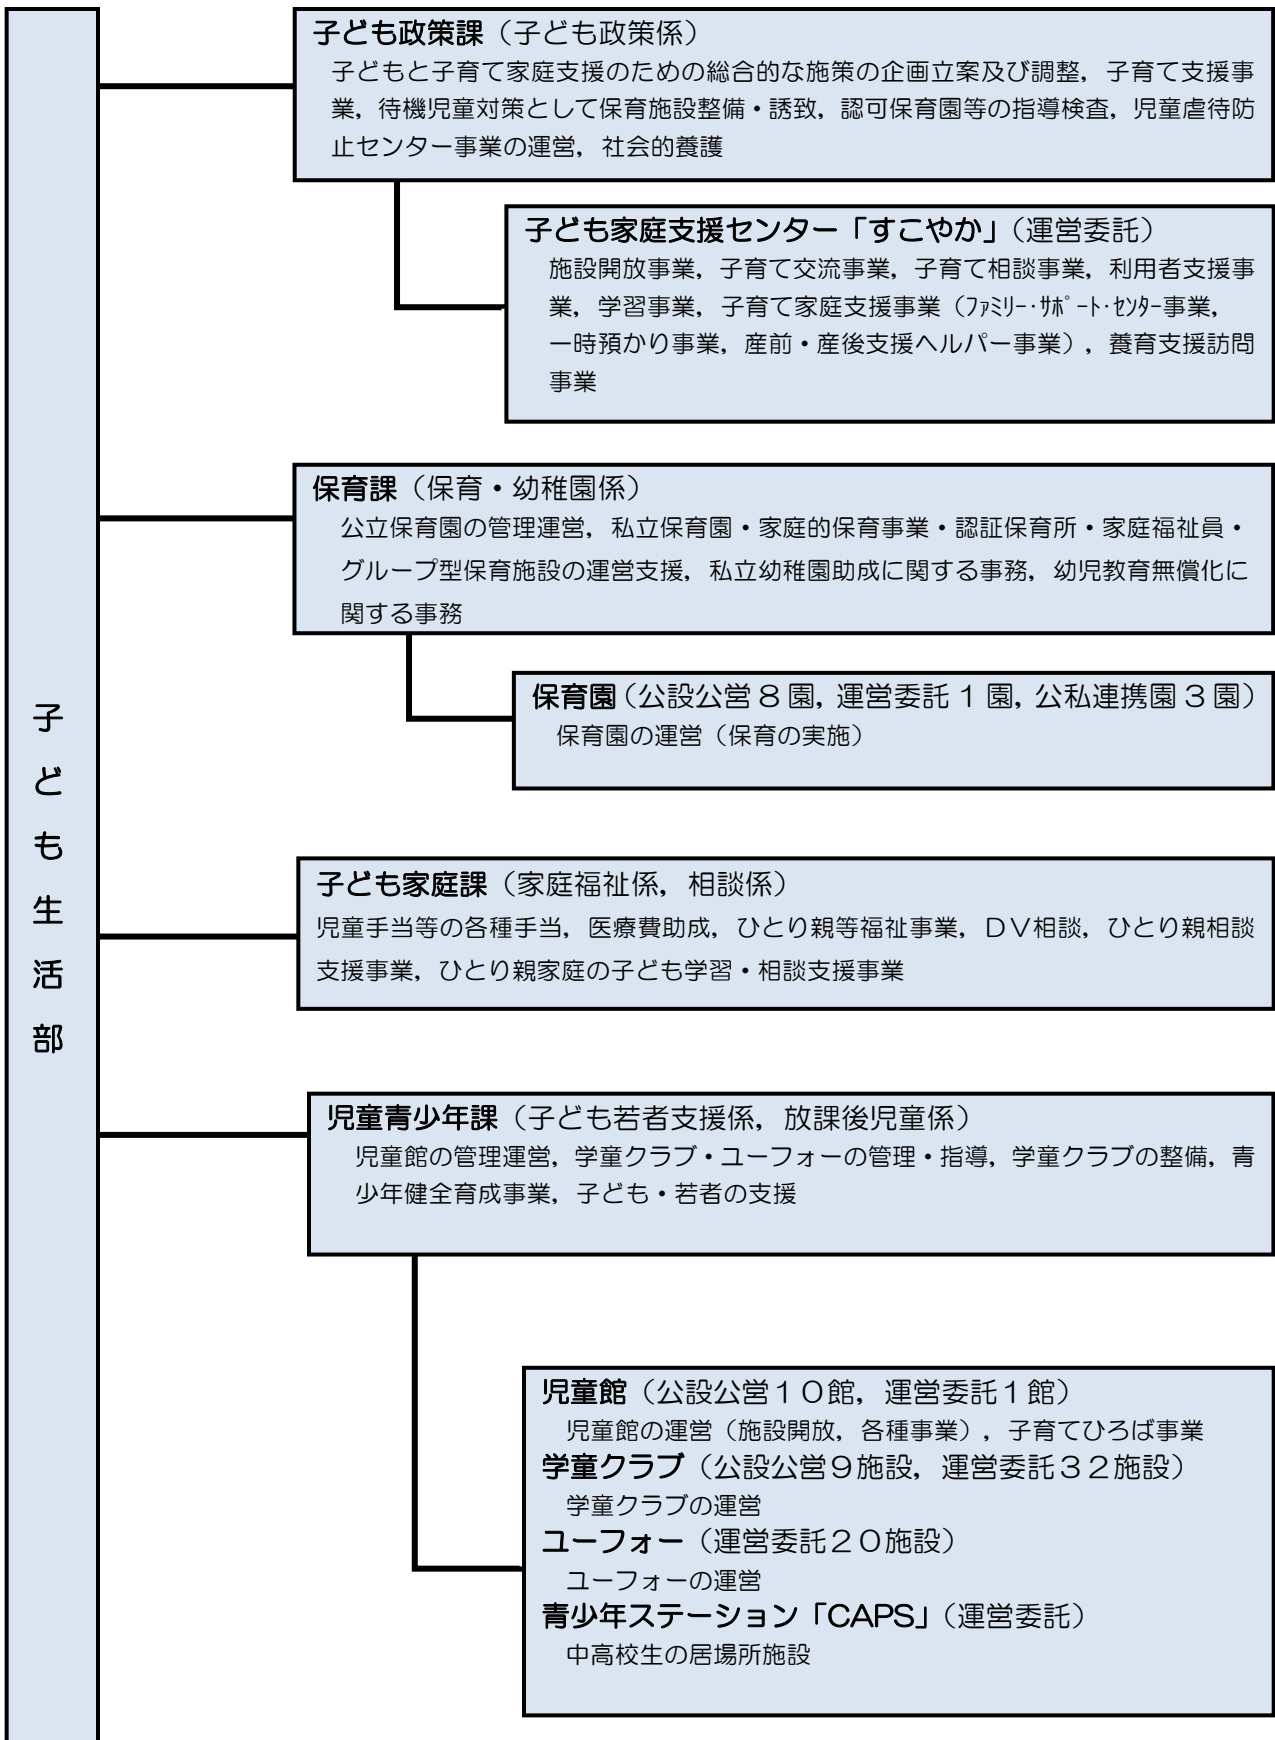 子ども生活部
子ども政策課（子ども政策係）
子どもと子育て家庭支援のための総合的な施策の企画立案及び調整，子育て支援事
業，待機児童対策として保育施設整備・誘致，認可保育園等の指導検査，児童虐待防
止センター事業の運営，社会的養護
子ども家庭支援センター「すこやか」（運営委託）
施設開放事業，子育て交流事業，子育て相談事業，利用者支援事
業，学習事業，子育て家庭支援事業（ﾌｧﾐﾘｰ･ｻﾎﾟｰﾄ･ｾﾝﾀｰ事業，
一時預かり事業，産前・産後支援ヘルパー事業），養育支援訪問
事業
保育課（保育・幼稚園係）
公立保育園の管理運営，私立保育園・家庭的保育事業・認証保育所・家庭福祉員・
グループ型保育施設の運営支援，私立幼稚園助成に関する事務，幼児教育無償化に
関する事務
保育園（公設公営８園，運営委託１園，公私連携園３園）
保育園の運営（保育の実施）
子ども家庭課（家庭福祉係，相談係）
児童手当等の各種手当，医療費助成，ひとり親等福祉事業，ＤＶ相談，ひとり親相談
支援事業，ひとり親家庭の子ども学習・相談支援事業
児童青少年課（子ども若者支援係，放課後児童係）
児童館の管理運営，学童クラブ・ユーフォーの管理・指導，学童クラブの整備，青
少年健全育成事業，子ども・若者の支援
児童館（公設公営１０館，運営委託１館）
児童館の運営（施設開放，各種事業），子育てひろば事業
学童クラブ（公設公営９施設，運営委託３２施設）
学童クラブの運営
ユーフォー（運営委託２０施設）
ユーフォーの運営
青少年ステーション「CAPS」（運営委託）
中高校生の居場所施設